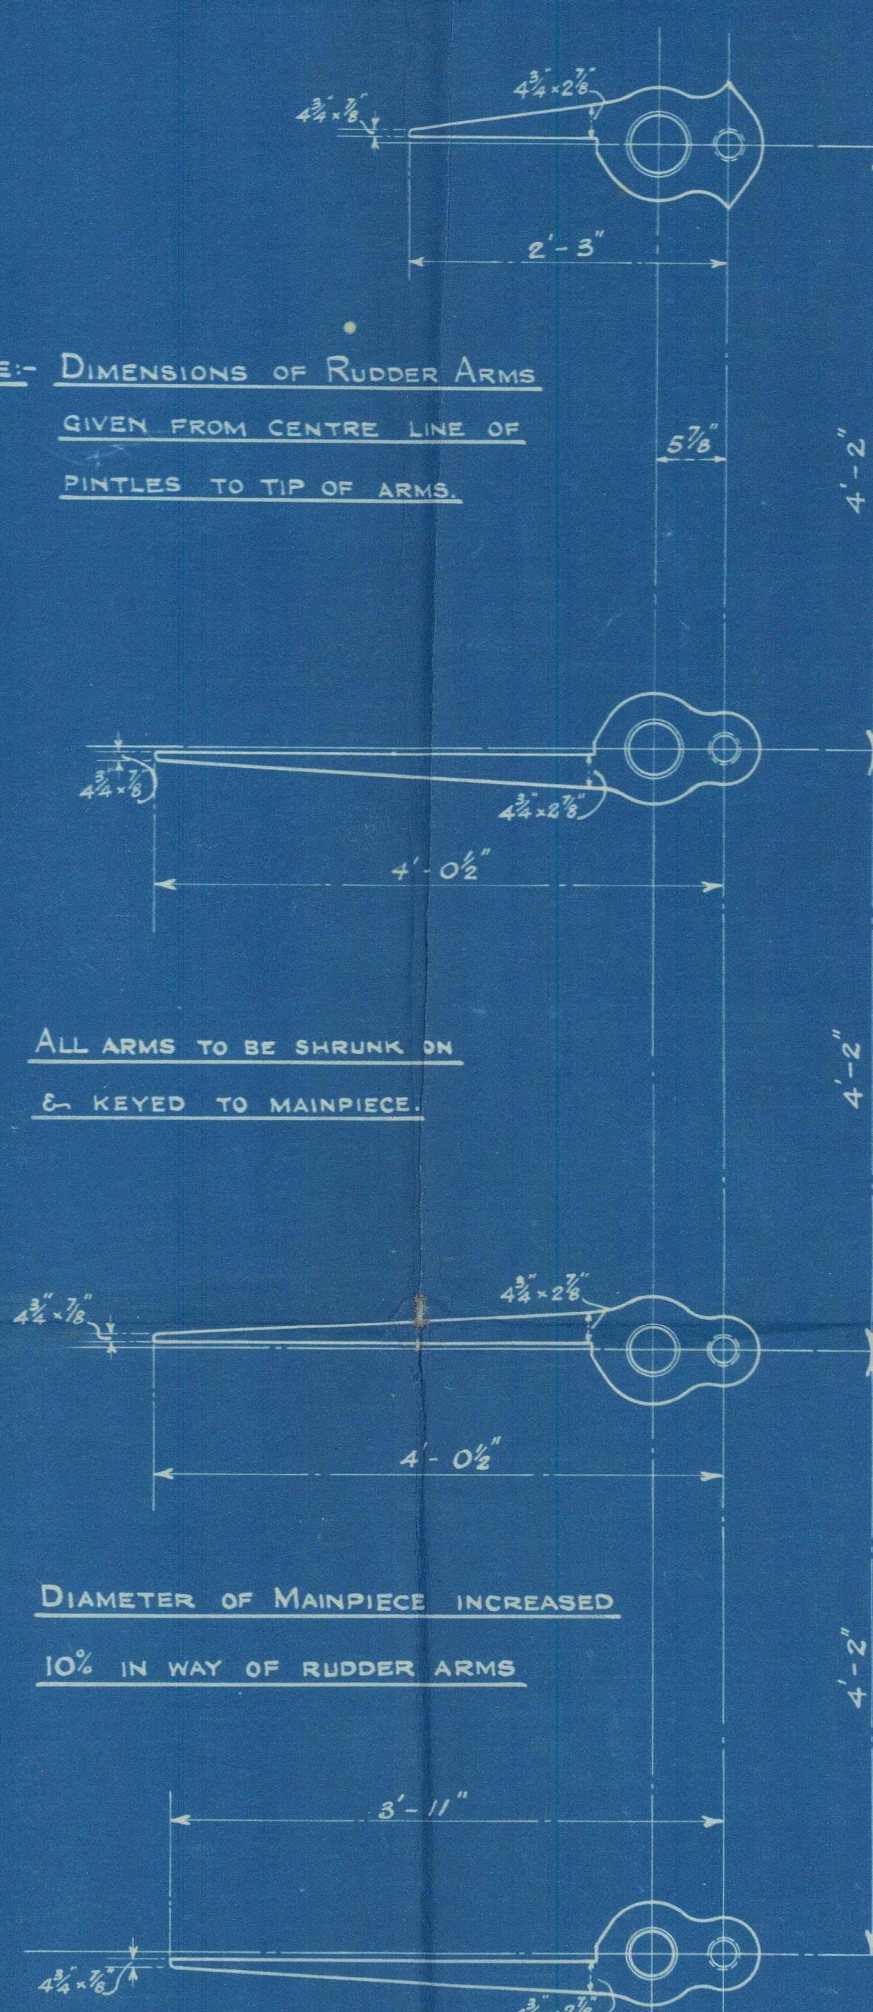 4¾" × 2⅞"
4¾" × ⅞"
2'-3"
E:- DIMENSIONS OF RUDDER ARMS
GIVEN FROM CENTRE LINE OF
PINTLES TO TIP OF ARMS.
5⅞"
4'-2"
4¾" × ⅞"
4¾" × 2⅞"
4'-0½"
ALL ARMS TO BE SHRUNK ON
& KEYED TO MAINPIECE.
4'-2"
4¾" × 2⅞"
4¾" × ⅞"
4'-0½"
DIAMETER OF MAINPIECE INCREASED
10% IN WAY OF RUDDER ARMS
4'-2"
3'-11"
4¾" × ⅞"